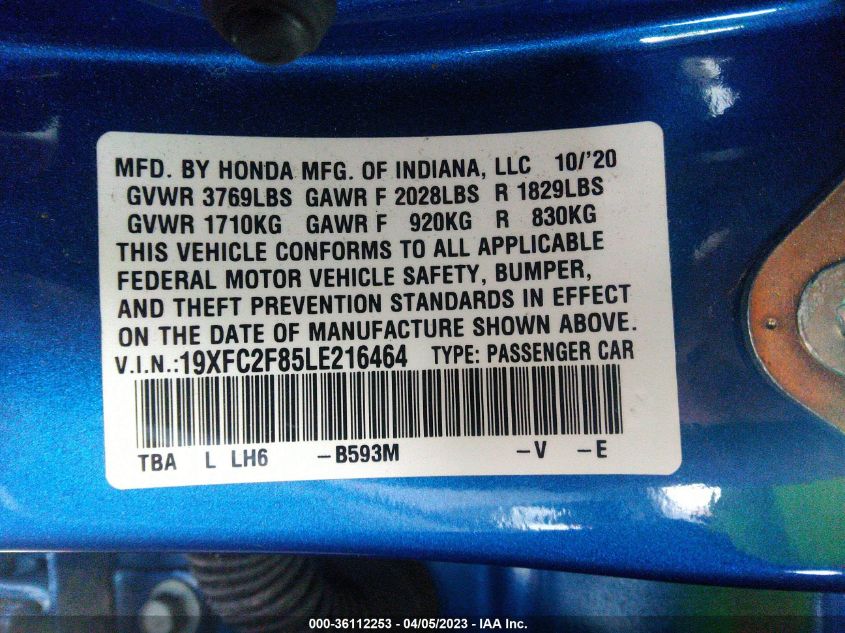 MFD. BY HONDA MFG. OF INDIANA, LLC 10/'20
GVWR 3769LBS GAWR F 2028LBS R 1829LBS
GVWR 1710KG GAWR F 920KG R 830KG
THIS VEHICLE CONFORMS TO ALL APPLICABLE
FEDERAL MOTOR VEHICLE SAFETY, BUMPER,
AND THEFT PREVENTION STANDARDS IN EFFECT
ON THE DATE OF MANUFACTURE SHOWN ABOVE.
V.I.N.:19XFC2F85LE216464 TYPE: PASSENGER CAR
TBA L LH6 -B593M -V -E
000-36112253 - 04/05/2023 - IAA Inc.